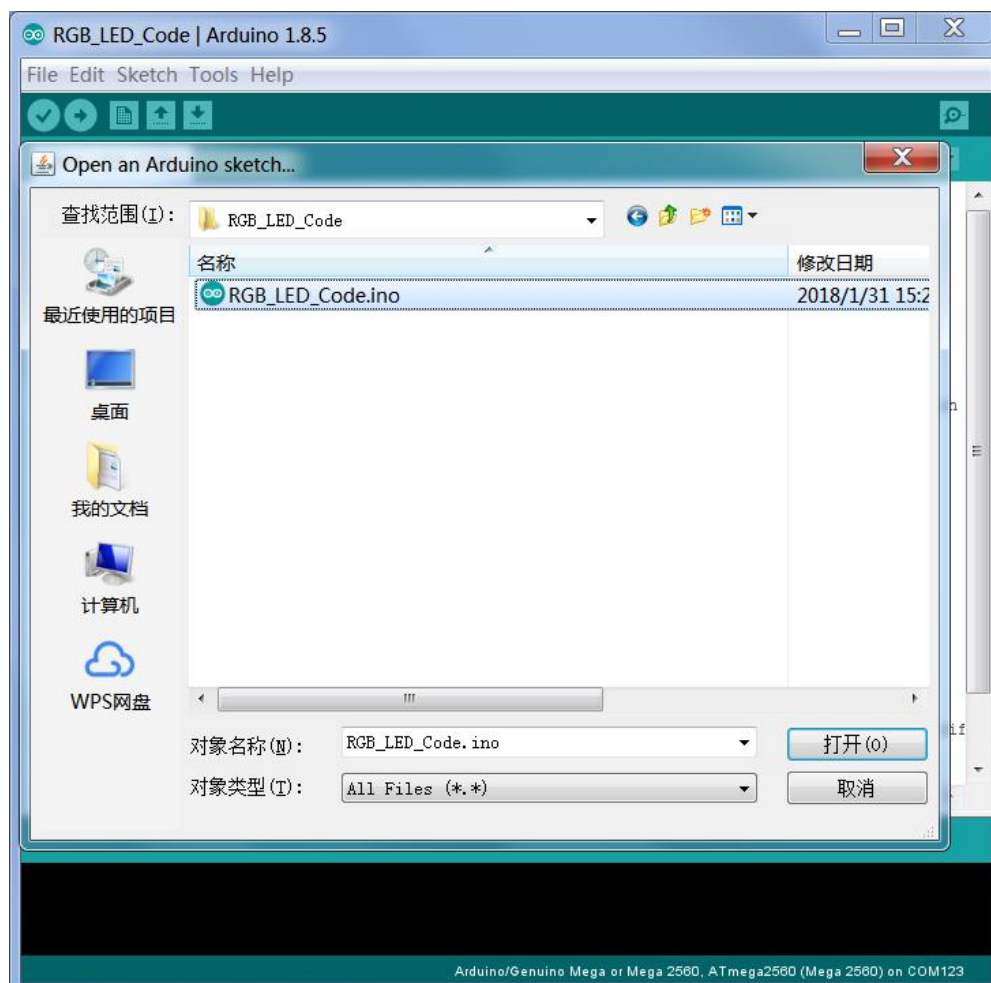 RGB_LED_Code | Arduino 1.8.5
File Edit Sketch Tools Help
Open an Arduino sketch...
查找范围(I):
RGB_LED_Code
名称
修改日期
RGB_LED_Code.ino
2018/1/31 15:2
最近使用的项目
桌面
我的文档
计算机
WPS网盘
n
if
对象名称(N):
RGB_LED_Code.ino
打开(O)
对象类型(T):
All Files (*.*)
取消
Arduino/Genuino Mega or Mega 2560, ATmega2560 (Mega 2560) on COM123